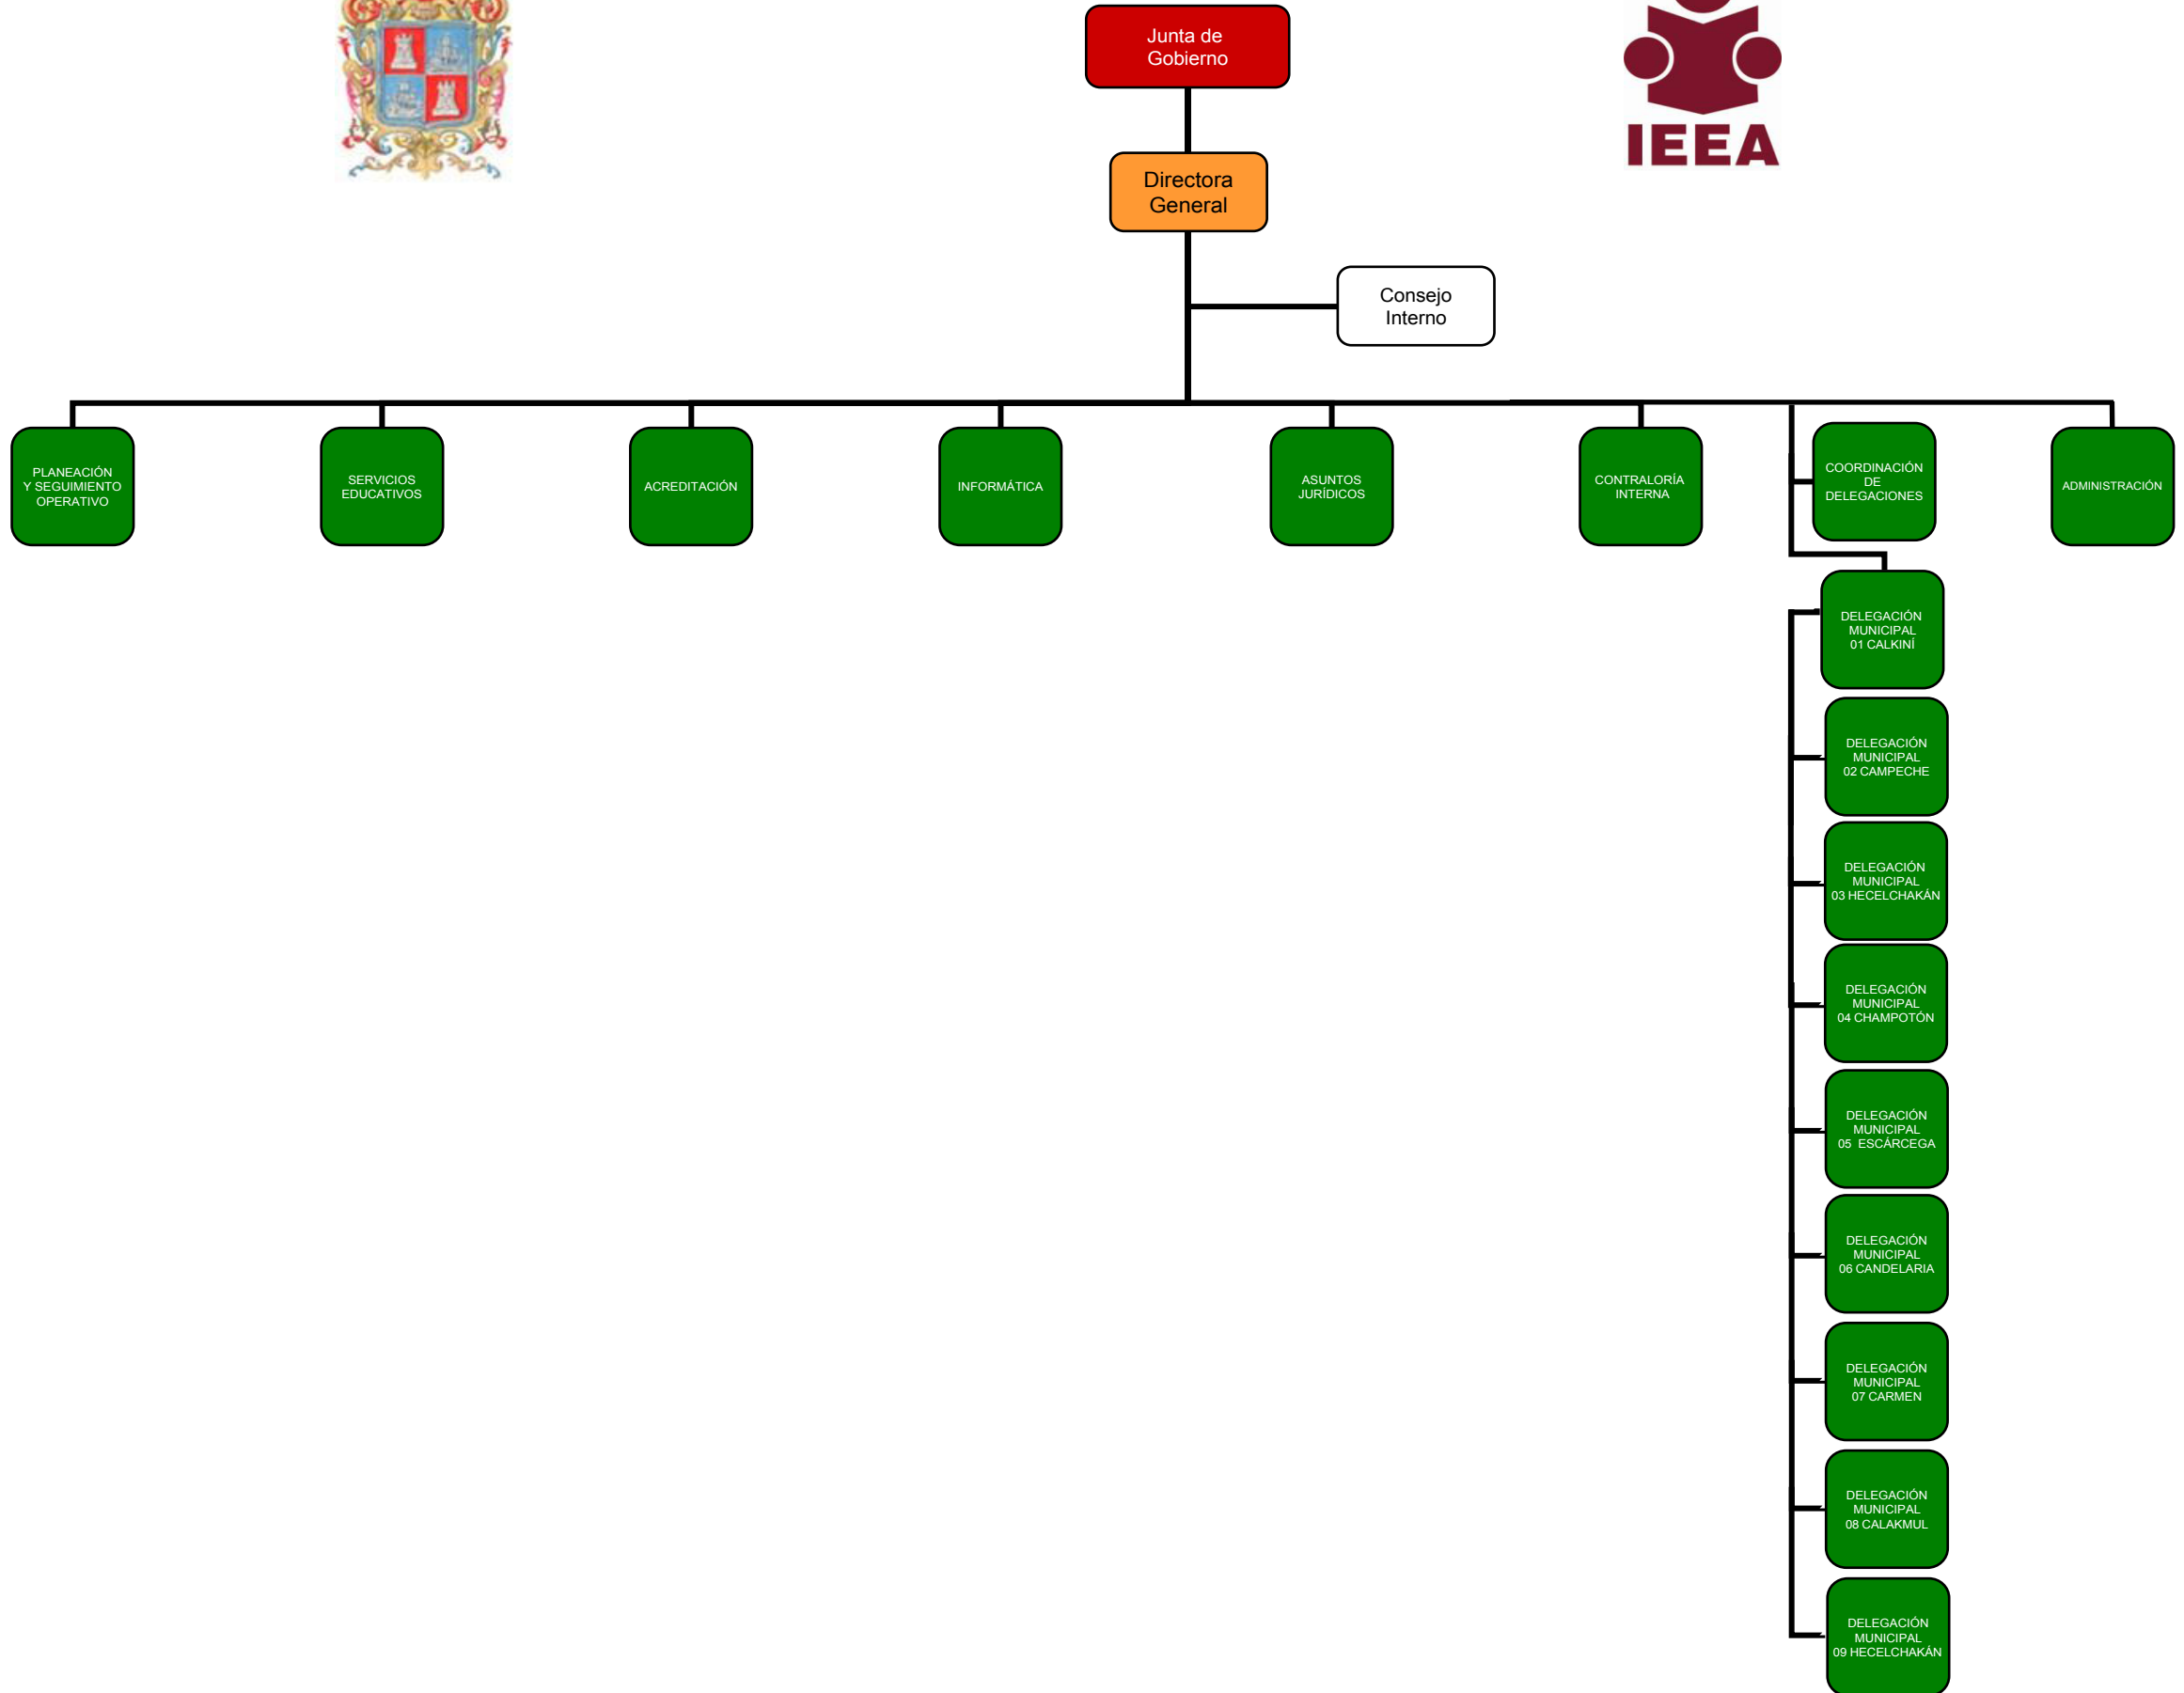 Junta de
Gobierno
IEEA
Directora
General
Consejo
Interno
PLANEACIÓN
Y SEGUIMIENTO
OPERATIVO
SERVICIOS
EDUCATIVOS
ACREDITACIÓN
INFORMÁTICA
ASUNTOS
JURÍDICOS
CONTRALORÍA
INTERNA
COORDINACIÓN
DE
DELEGACIONES
ADMINISTRACIÓN
DELEGACIÓN
MUNICIPAL
01 CALKINÍ
DELEGACIÓN
MUNICIPAL
02 CAMPECHE
DELEGACIÓN
MUNICIPAL
03 HECELCHAKÁN
DELEGACIÓN
MUNICIPAL
04 CHAMPOTÓN
DELEGACIÓN
MUNICIPAL
05 ESCÁRCEGA
DELEGACIÓN
MUNICIPAL
06 CANDELARIA
DELEGACIÓN
MUNICIPAL
07 CARMEN
DELEGACIÓN
MUNICIPAL
08 CALAKMUL
DELEGACIÓN
MUNICIPAL
09 HECELCHAKÁN